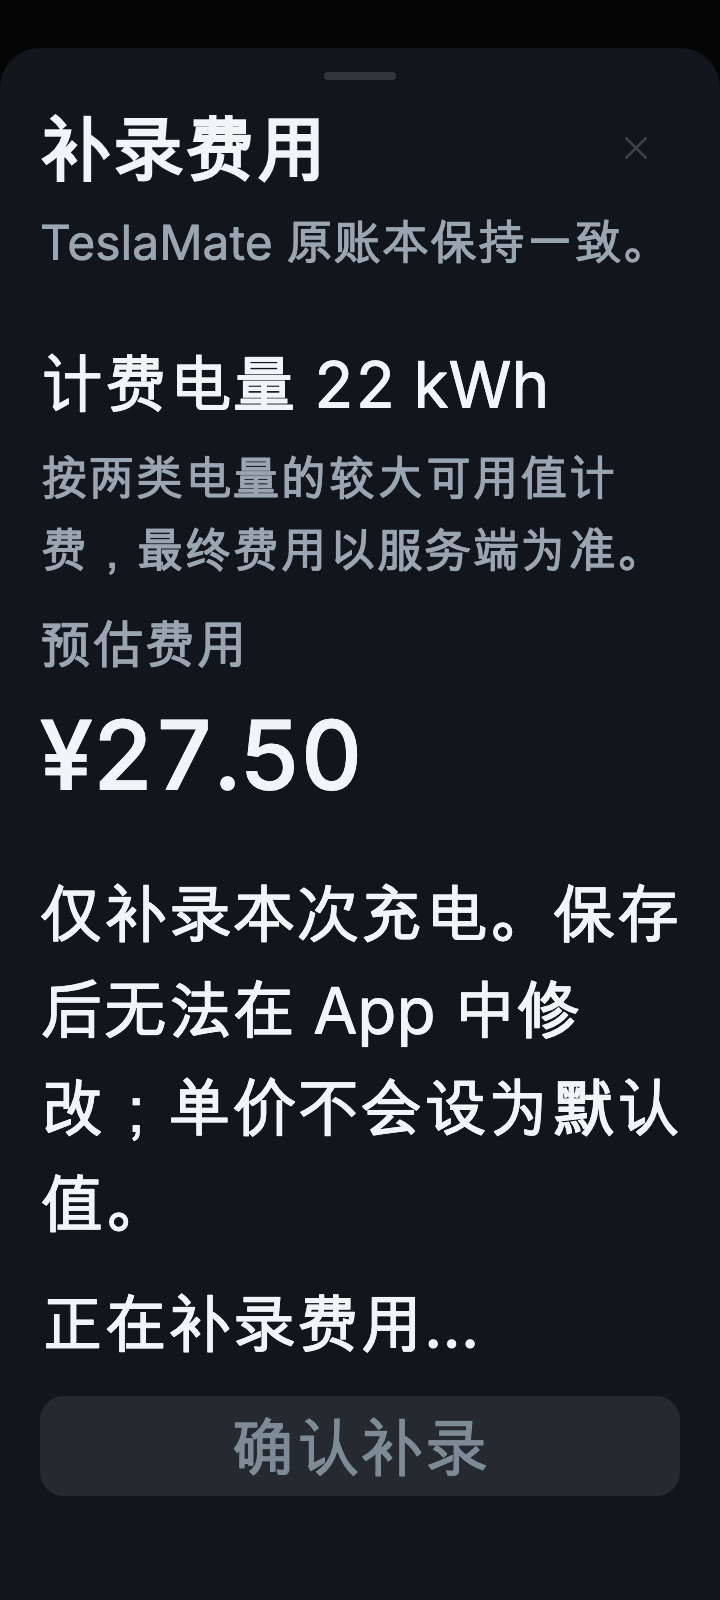 补录费用
TeslaMate 原账本保持一致。
计费电量 22 kWh
按两类电量的较大可用值计
费，最终费用以服务端为准。
预估费用
¥27.50
仅补录本次充电。保存
后无法在 App 中修
改；单价不会设为默认
值。
正在补录费用...
确认补录